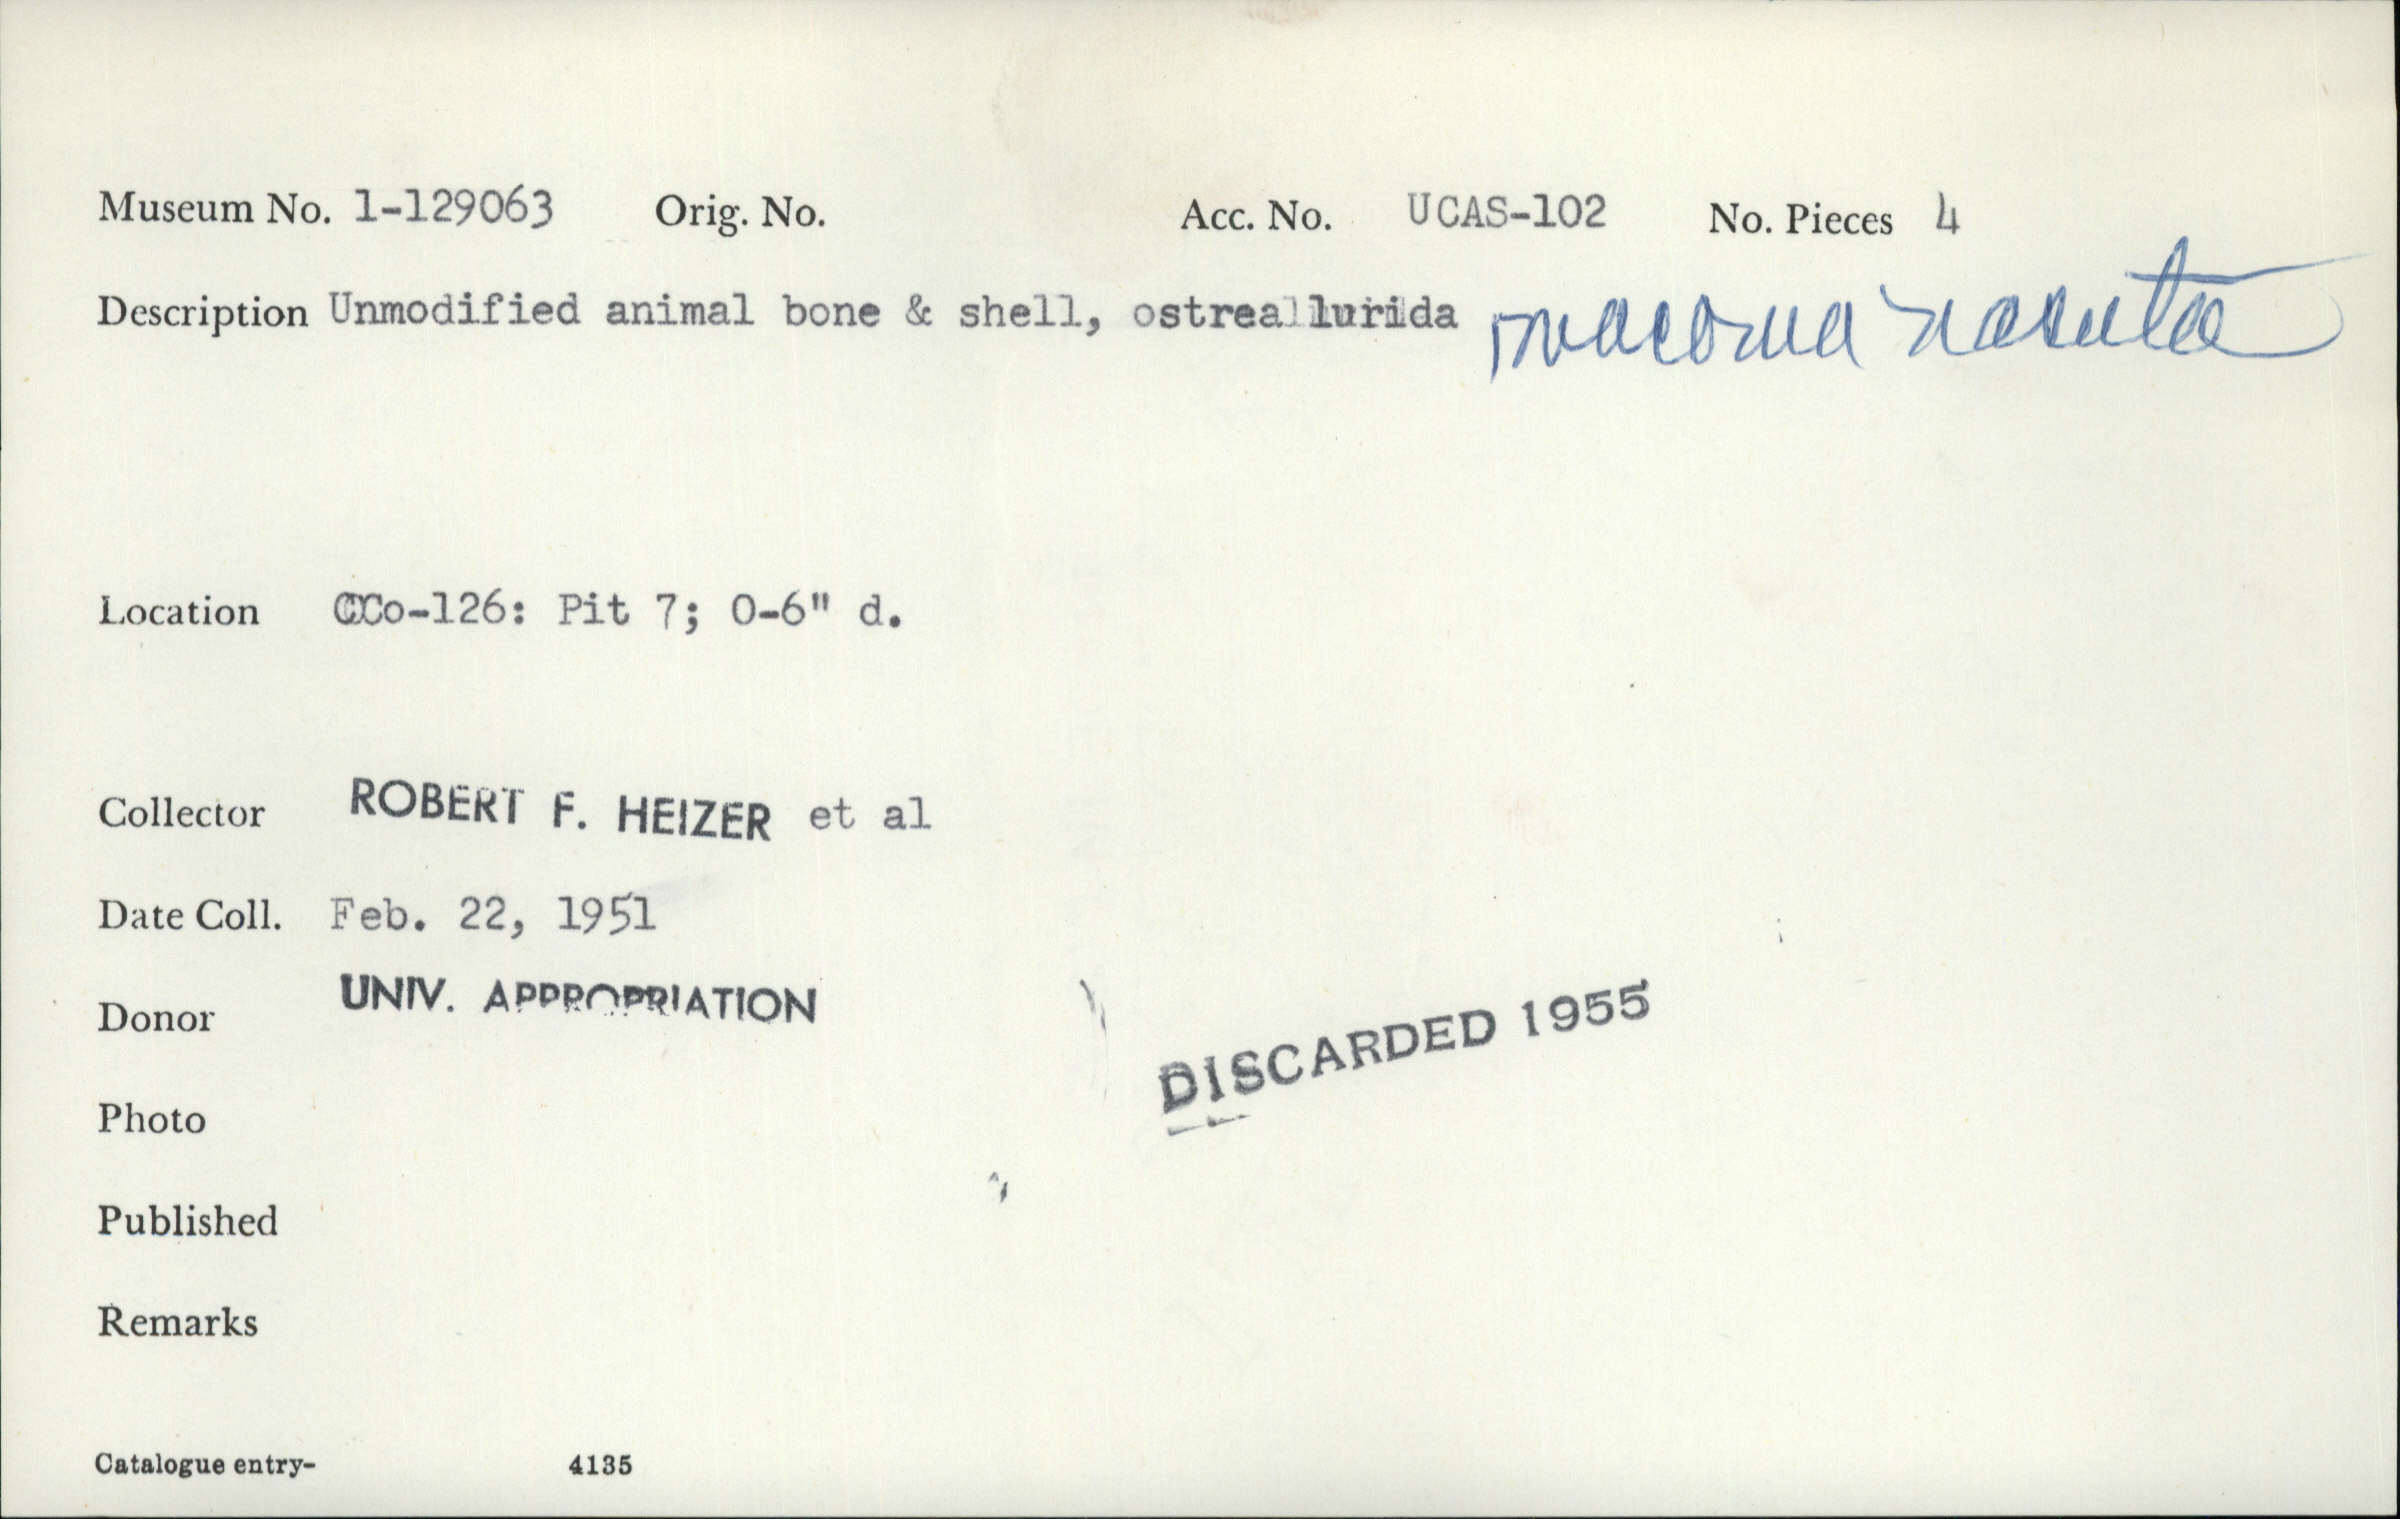 Museum No. 1-129063 Orig. No. Acc. No. UCAS-102 No. Pieces 4
Description Unmodified animal bone & shell, ostrea lurida macoma nasuta
Location CCo-126: Pit 7; 0-6" d.
Collector ROBERT F. HEIZER et al
Date Coll. Feb. 22, 1951
Donor UNIV. APPROPRIATION
DISCARDED 1955
Photo
Published
Remarks
Catalogue entry- 4135